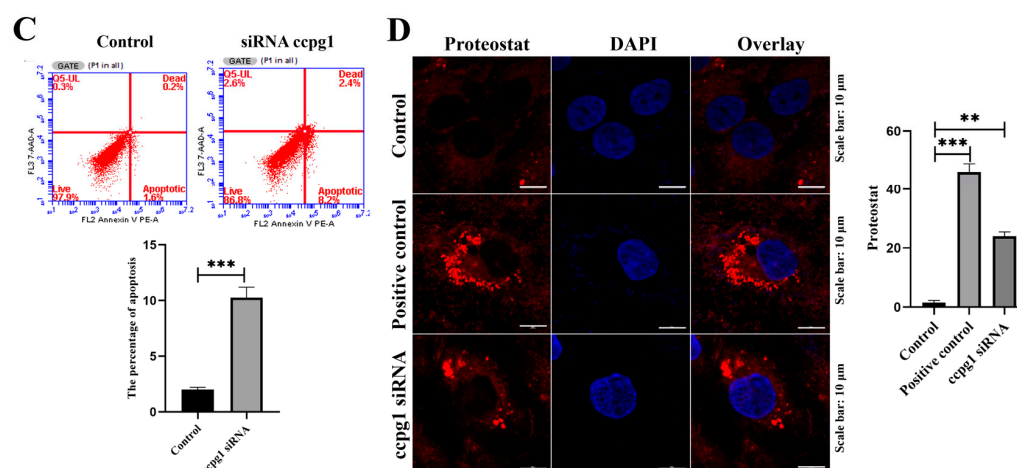 C
Control
siRNA ccpg1
GATE (P1 in all)
Q5-UL
0.3%
Dead
0.2%
Live
97.9%
Apoptotic
1.6%
FL3 7-AAD-A
FL2 Annexin V PE-A
GATE (P1 in all)
Q5-UL
2.6%
Dead
2.4%
Live
86.8%
Apoptotic
8.2%
FL3 7-AAD-A
FL2 Annexin V PE-A
The percentage of apoptosis
15
10
5
0
***
Control
ccpg1 siRNA
D
Proteostat
DAPI
Overlay
Control
Scale bar: 10 µm
Positive control
Scale bar: 10 µm
ccpg1 siRNA
Scale bar: 10 µm
Proteostat
60
40
20
0
**
***
Control
Positive control
ccpg1 siRNA